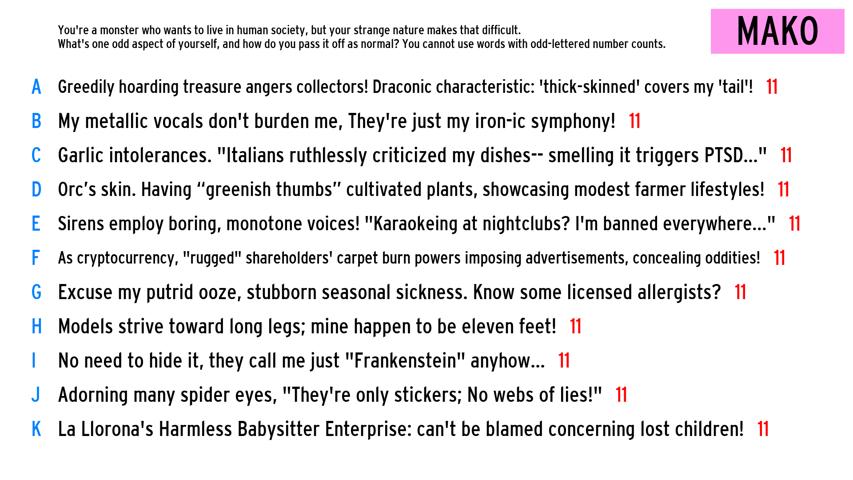 You're a monster who wants to live in human society, but your strange nature makes that difficult.
What's one odd aspect of yourself, and how do you pass it off as normal? You cannot use words with odd-lettered number counts.
MAKO
A Greedily hoarding treasure angers collectors! Draconic characteristic: 'thick-skinned' covers my 'tail'! 11
B My metallic vocals don't burden me, They're just my iron-ic symphony! 11
C Garlic intolerances. "Italians ruthlessly criticized my dishes-- smelling it triggers PTSD..." 11
D Orc’s skin. Having “greenish thumbs” cultivated plants, showcasing modest farmer lifestyles! 11
E Sirens employ boring, monotone voices! "Karaokeing at nightclubs? I'm banned everywhere..." 11
F As cryptocurrency, "rugged" shareholders' carpet burn powers imposing advertisements, concealing oddities! 11
G Excuse my putrid ooze, stubborn seasonal sickness. Know some licensed allergists? 11
H Models strive toward long legs; mine happen to be eleven feet! 11
I No need to hide it, they call me just "Frankenstein" anyhow... 11
J Adorning many spider eyes, "They're only stickers; No webs of lies!" 11
K La Llorona's Harmless Babysitter Enterprise: can't be blamed concerning lost children! 11